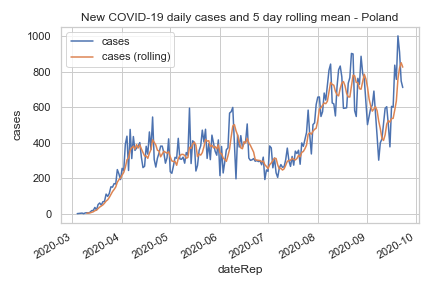 New COVID-19 daily cases and 5 day rolling mean - Poland
cases
cases (rolling)
1000
800
600
400
200
0
cases
2020-03
2020-04
2020-05
2020-06
2020-07
2020-08
2020-09
2020-10
dateRep